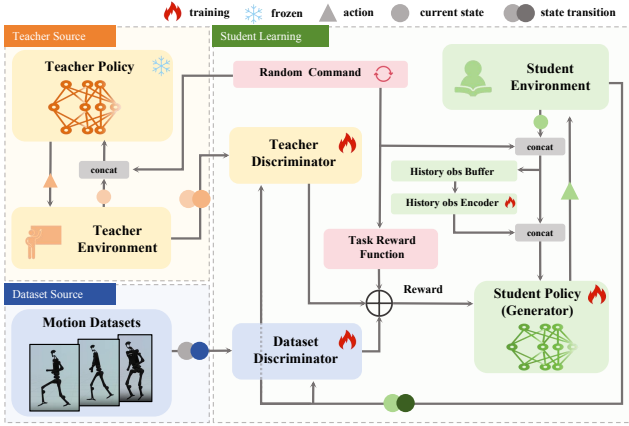 training
frozen
action
current state
state transition
Teacher Source
Student Learning
Teacher Policy
concat
Teacher
Environment
Random Command
Teacher
Discriminator
Student
Environment
concat
History obs Buffer
History obs Encoder
concat
Task Reward
Function
Reward
Student Policy
(Generator)
Dataset Source
Motion Datasets
Dataset
Discriminator